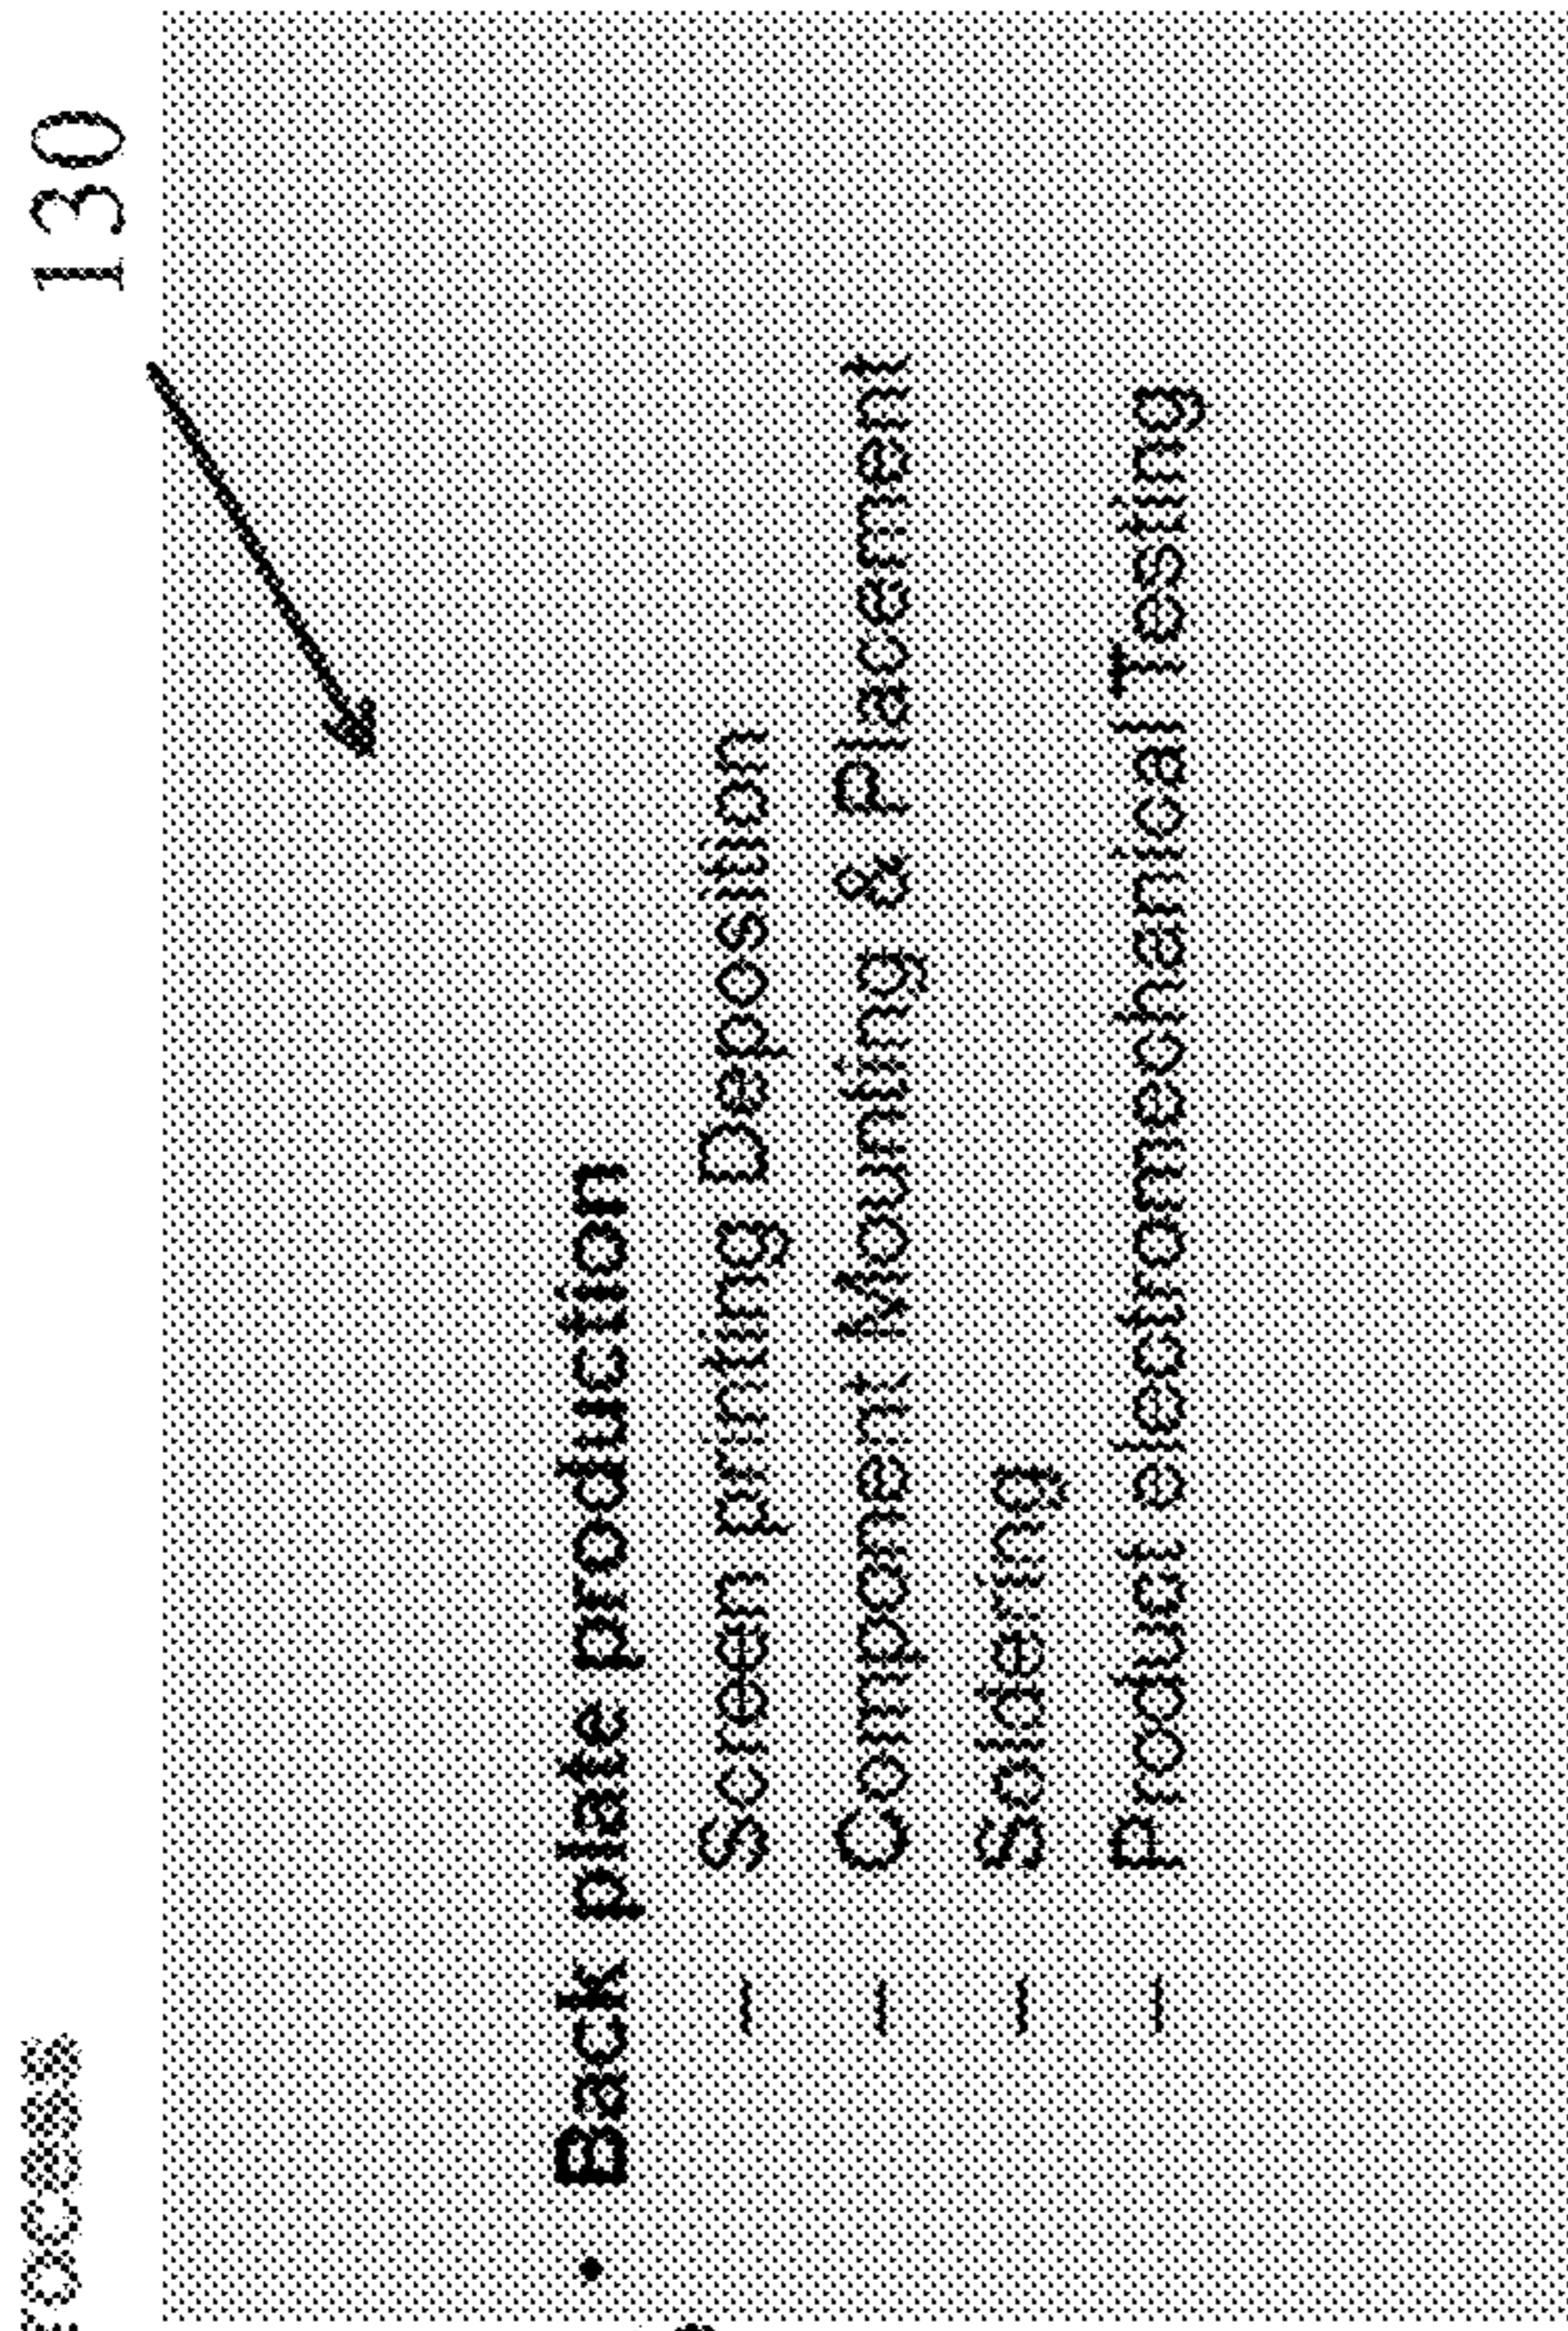 130
• Back plate production
– Screen printing Deposition
– Component Mounting & Placement
– Soldering
– Product electromechanical Testing